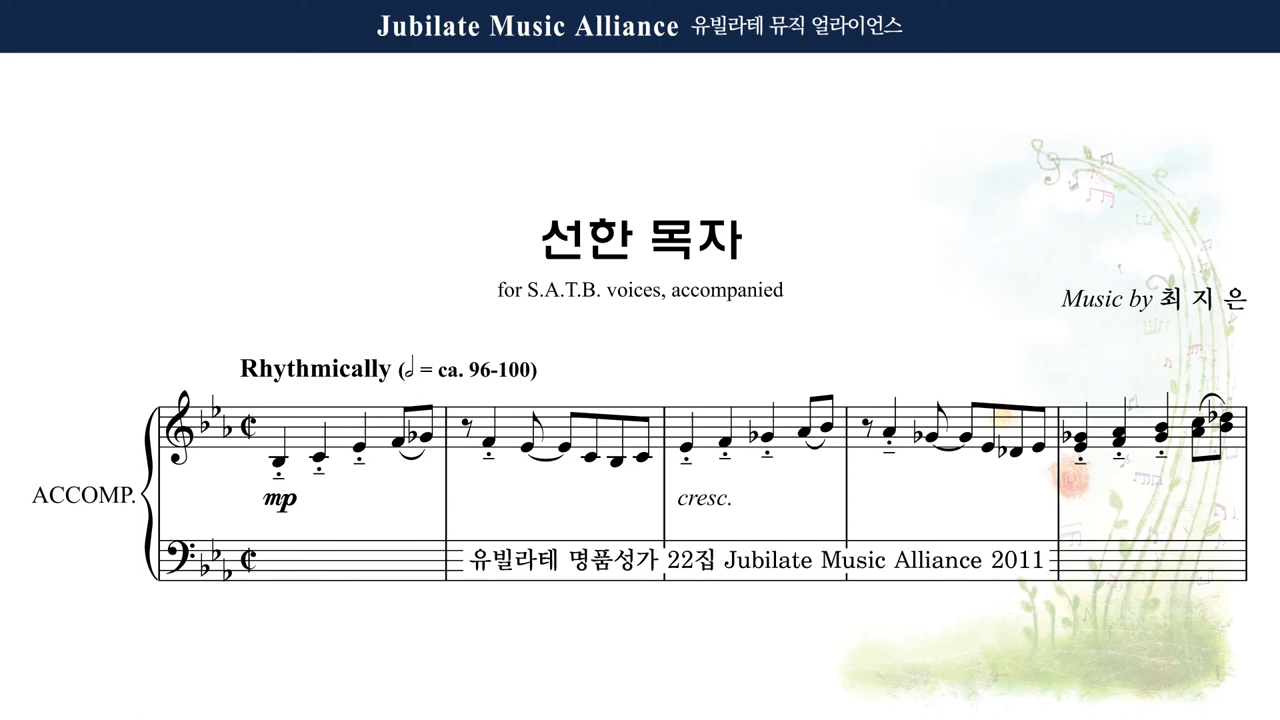 Jubilate Music Alliance 유빌라테 뮤직 얼라이언스
선한 목자
for S.A.T.B. voices, accompanied
Music by 최 지 은
Rhythmically (𝅗𝅥 = ca. 96-100)
ACCOMP.
mp
cresc.
유빌라테 명품성가 22집 Jubilate Music Alliance 2011